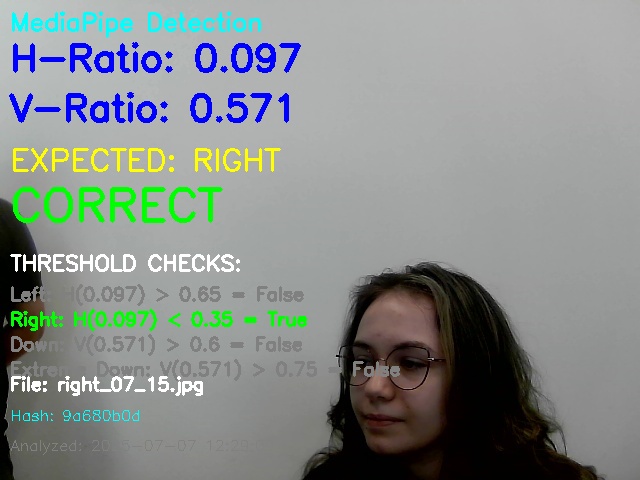 MediaPipe Detection
H-Ratio: 0.097
V-Ratio: 0.571
EXPECTED: RIGHT
CORRECT
THRESHOLD CHECKS:
Left: H(0.097) > 0.65 = False
Right: H(0.097) < 0.35 = True
Down: V(0.571) > 0.6 = False
Down: V(0.571) > 0.75 = False
File: right_07_15.jpg
Hash: 9a680b0d
Analyzed: